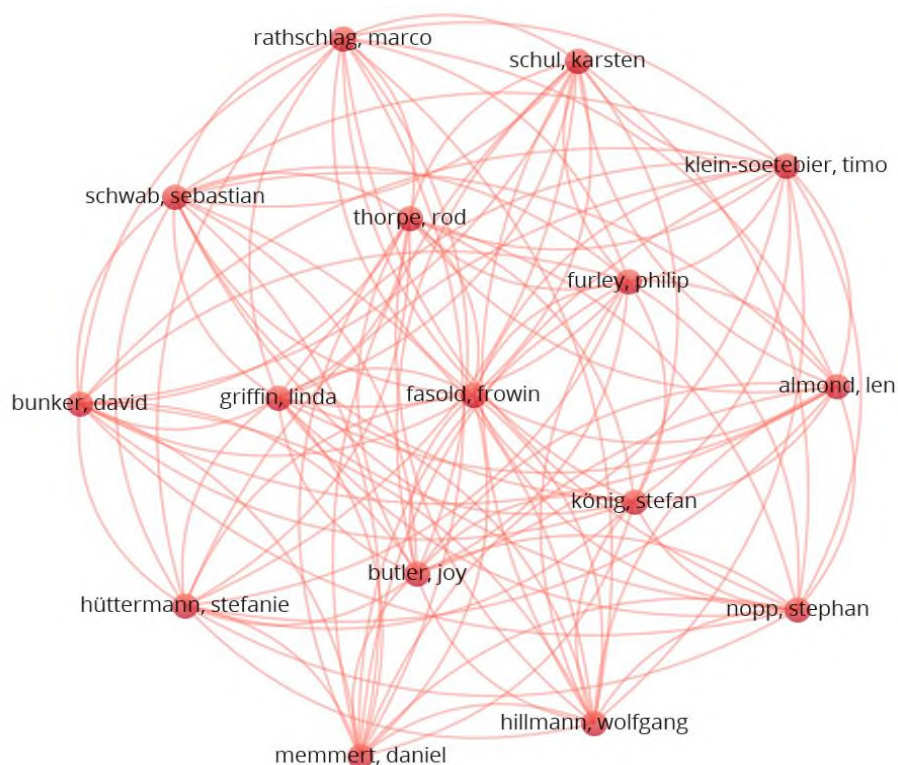 rathschlag, marco
schul, karsten
klein-soetebier, timo
schwab, sebastian
thorpe, rod
furley, philip
almond, len
bunker, david
griffin, linda
fasold, frowin
könig, stefan
butler, joy
hüttermann, stefanie
nopp, stephan
hillmann, wolfgang
memmert, daniel